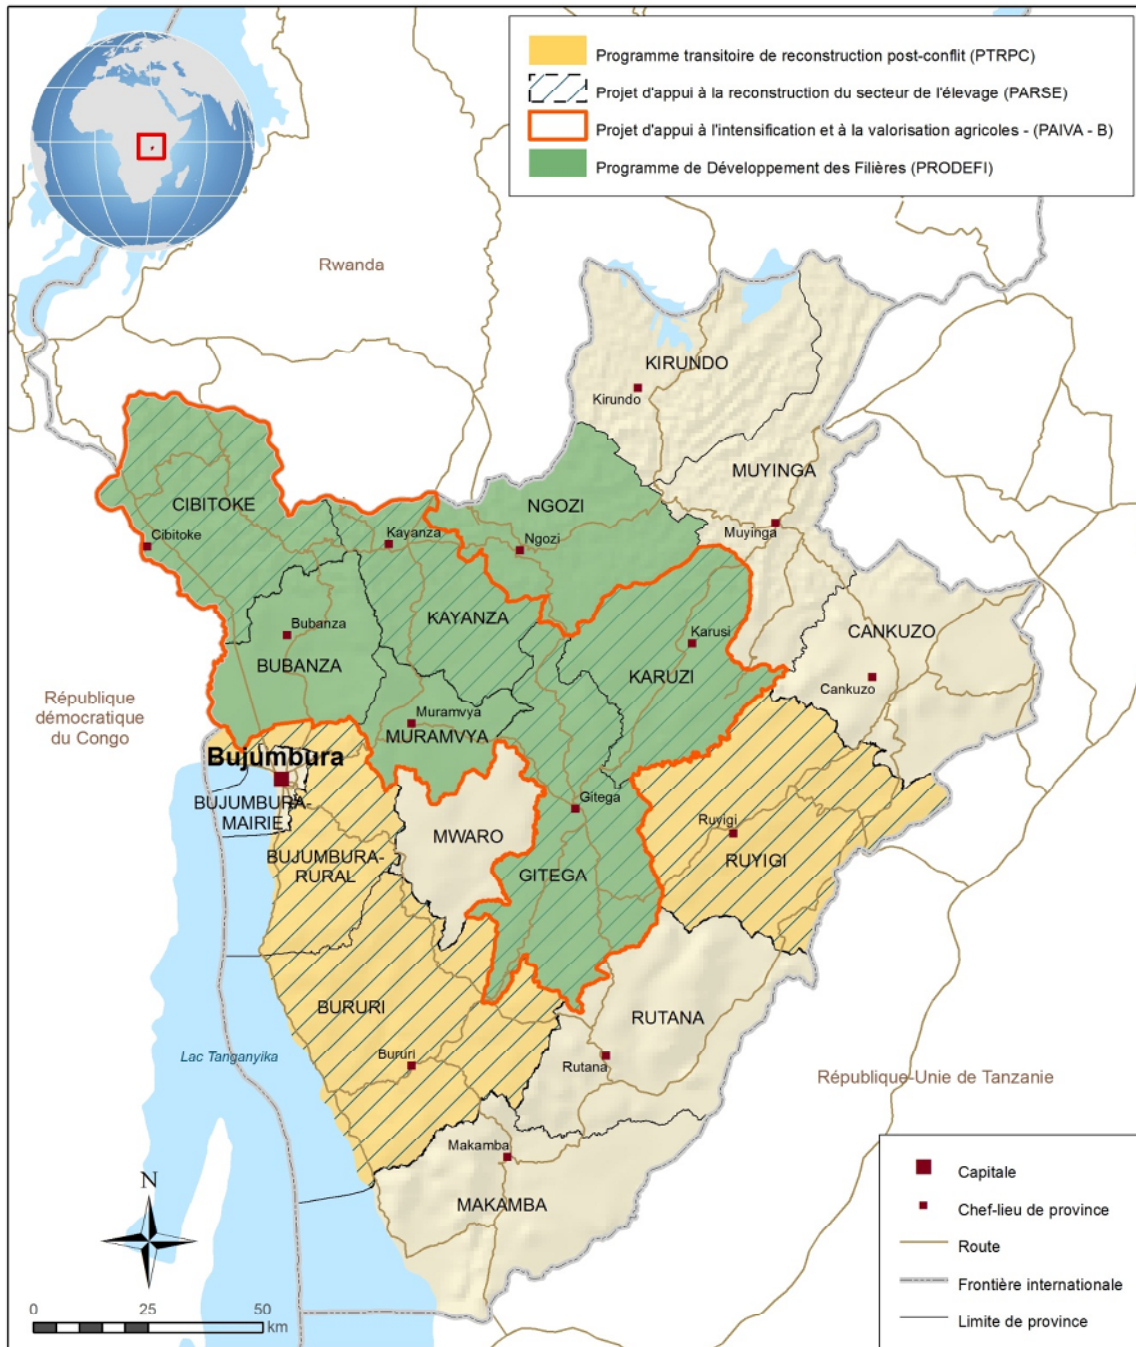 Programme transitoire de reconstruction post-conflit (PTRPC)
Projet d'appui à la reconstruction du secteur de l'élevage (PARSE)
Projet d'appui à l'intensification et à la valorisation agricoles - (PAIVA - B)
Programme de Développement des Filières (PRODEFI)
Rwanda
KIRUNDO
Kirundo
MUYINGA
Muyinga
NGOZI
Ngozi
CIBITOKE
Cibitoke
Kayanza
KAYANZA
Bubanza
BUBANZA
Karusi
KARUZI
CANKUZO
Cankuzo
République
démocratique
du Congo
Muramvya
MURAMVYA
Bujumbura
BUJUMBURA-
MAIRIE
BUJUMBURA-
RURAL
MWARO
Gitega
GITEGA
Ruyigi
RUYIGI
BURURI
Bururi
RUTANA
Rutana
Lac Tanganyika
République-Unie de Tanzanie
Makamba
MAKAMBA
N
0 25 50
km
Capitale
Chef-lieu de province
Route
Frontière internationale
Limite de province